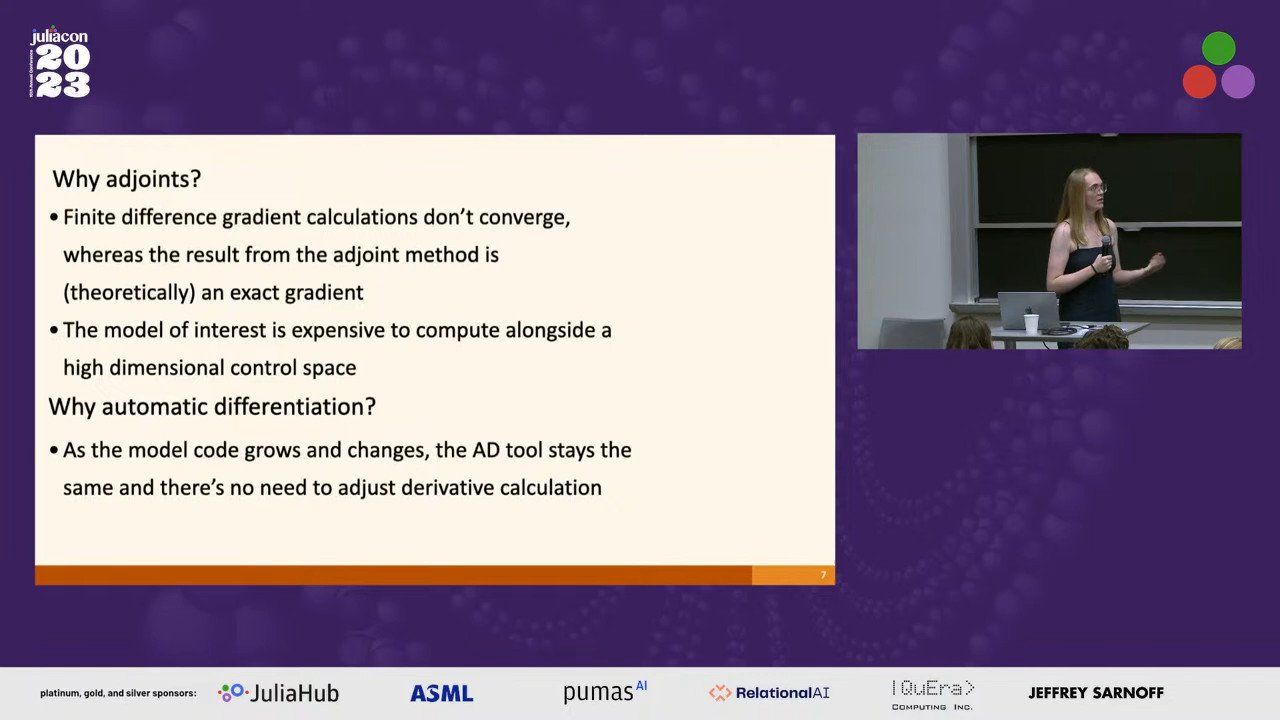 juliacon
20
23
Why adjoints?
• Finite difference gradient calculations don't converge,
whereas the result from the adjoint method is
(theoretically) an exact gradient
• The model of interest is expensive to compute alongside a
high dimensional control space
Why automatic differentiation?
• As the model code grows and changes, the AD tool stays the
same and there's no need to adjust derivative calculation
7
platinum, gold, and silver sponsors:
JuliaHub
ASML
pumasAI
RelationalAI
|QuEra>
COMPUTING INC.
JEFFREY SARNOFF